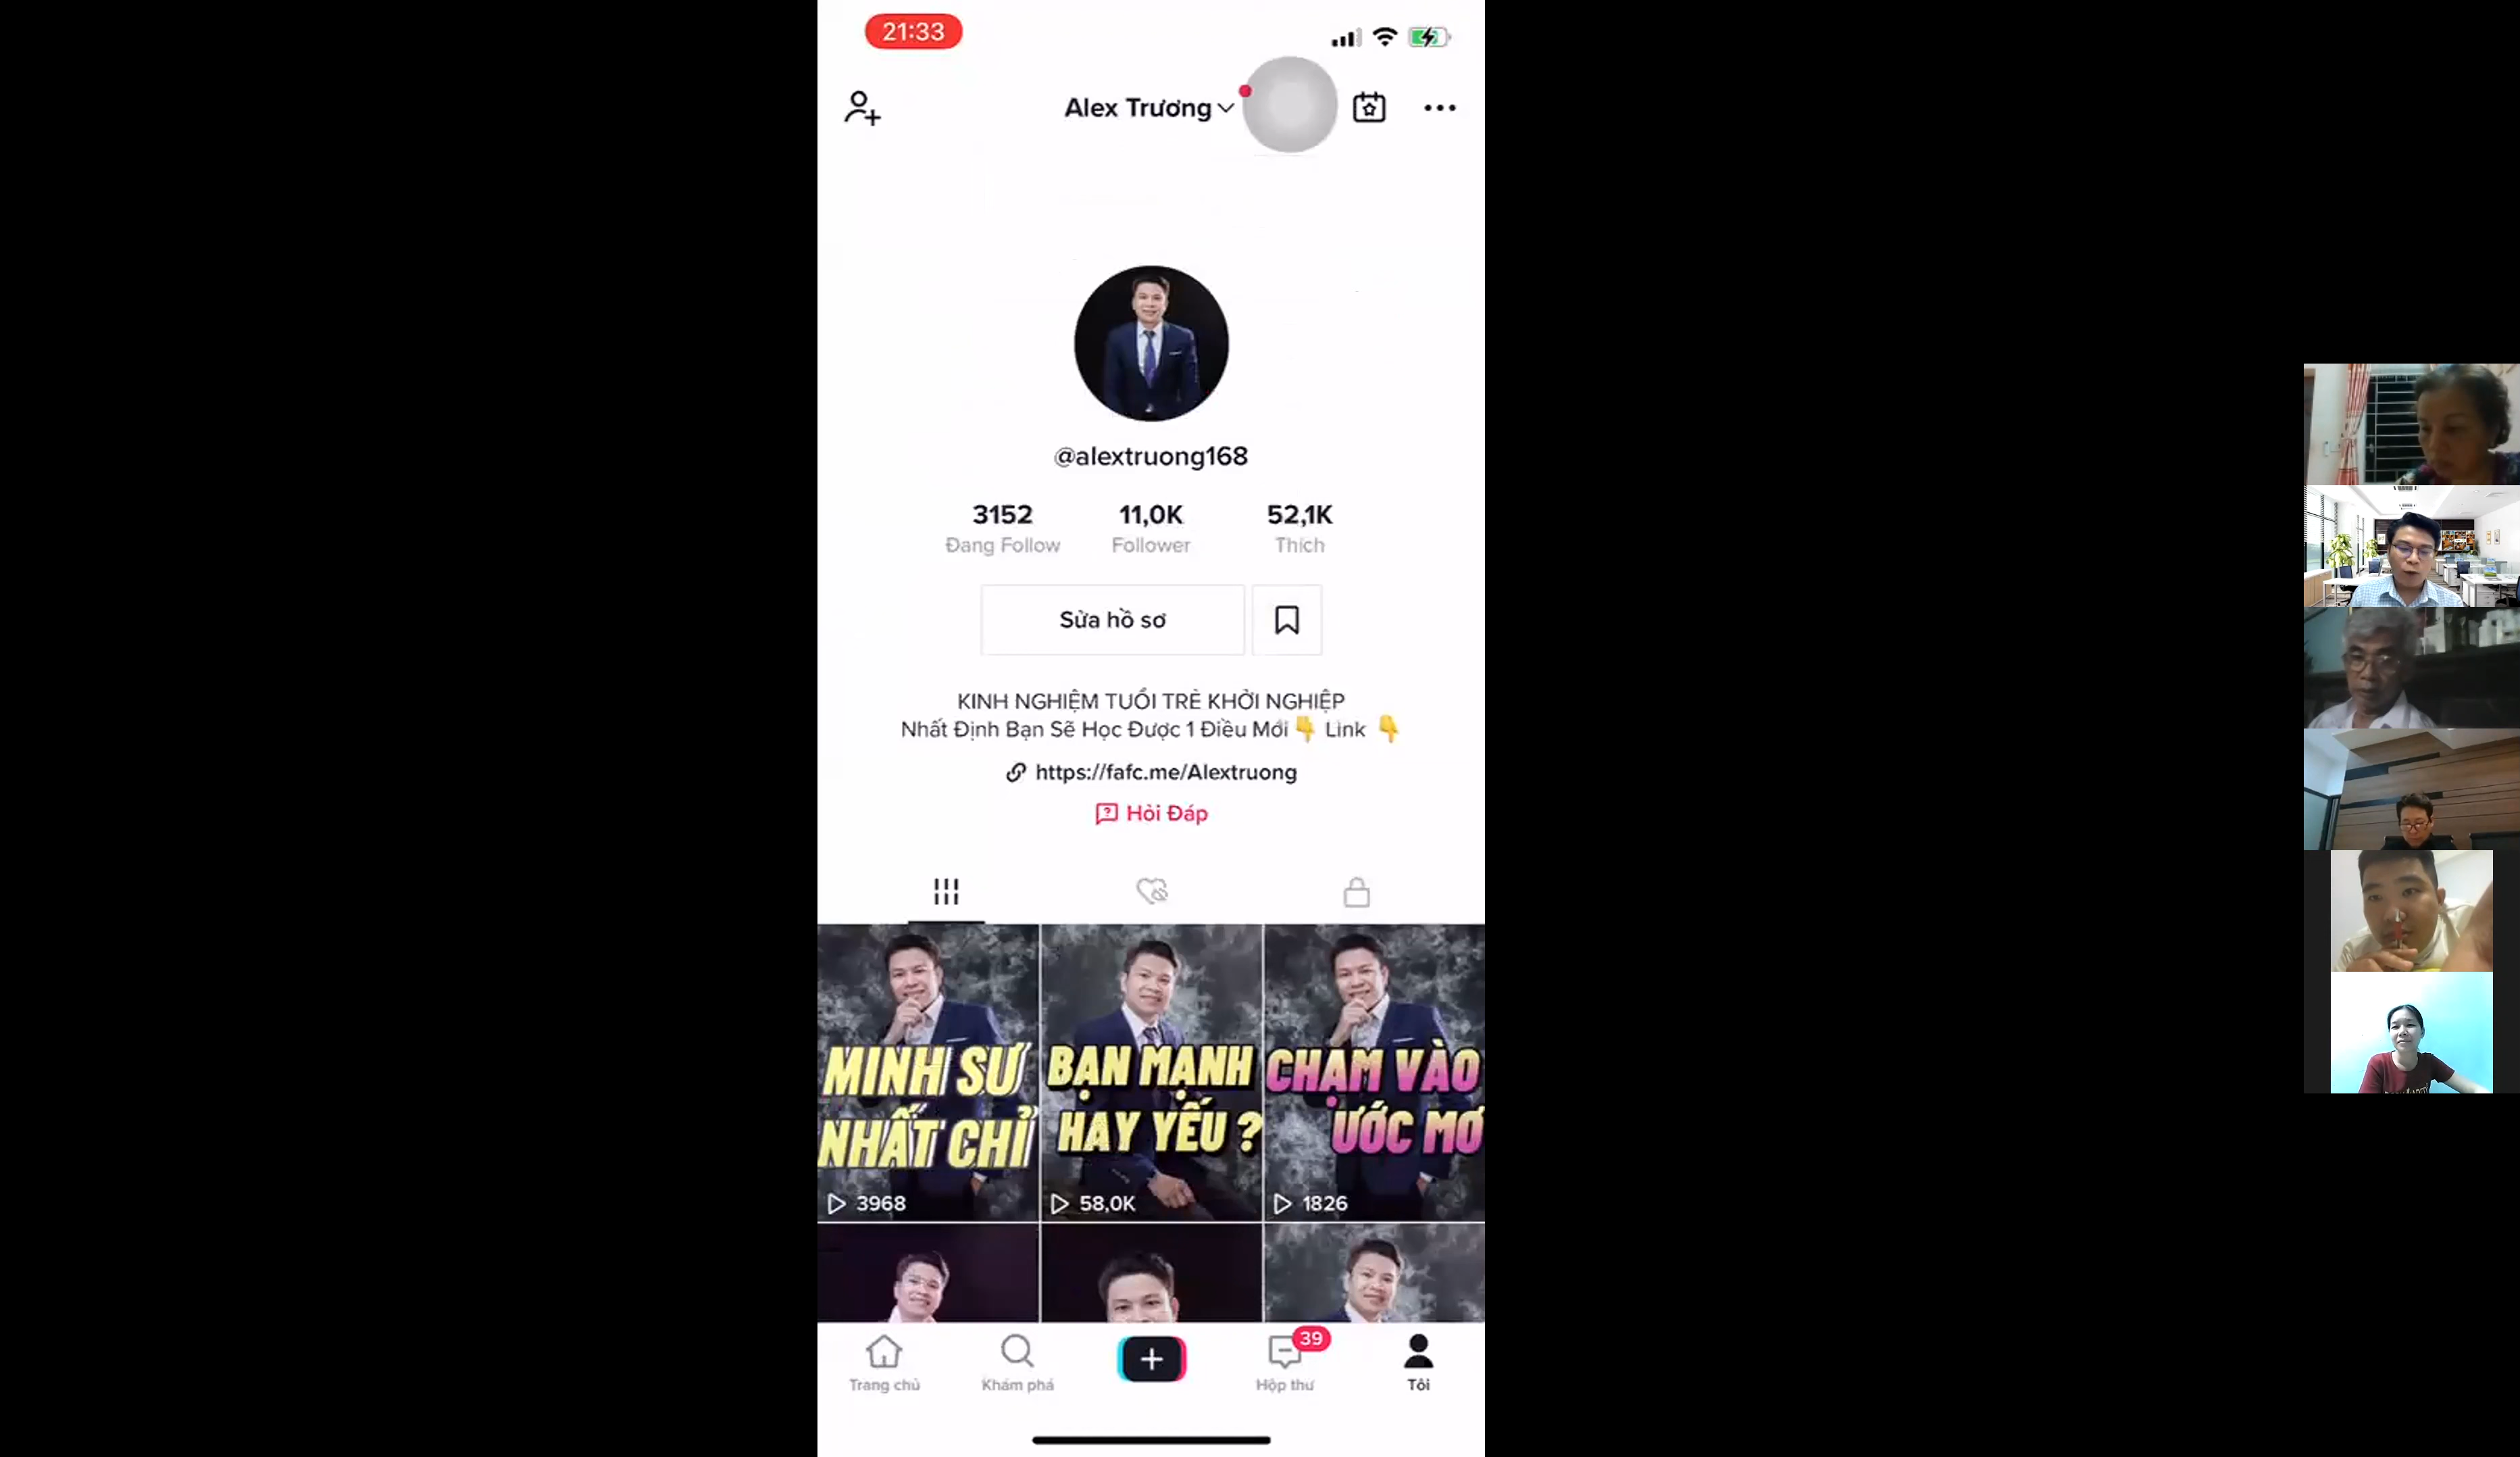 21:33
Alex Trương
@alextruong168
3152 11,0K 52,1K
Đang Follow Follower Thích
Sửa hồ sơ
KINH NGHIỆM TUỔI TRẺ KHỞI NGHIỆP
Nhất Định Bạn Sẽ Học Được 1 Điều Mới 👇 Link 👇
https://fafc.me/Alextruong
Hỏi Đáp
MINH SƯ
NHẤT CHỈ
3968
BẠN MẠNH
HAY YẾU ?
58,0K
CHẠM VÀO
ƯỚC MƠ
1826
39
Trang chủ Khám phá Hộp thư Tôi